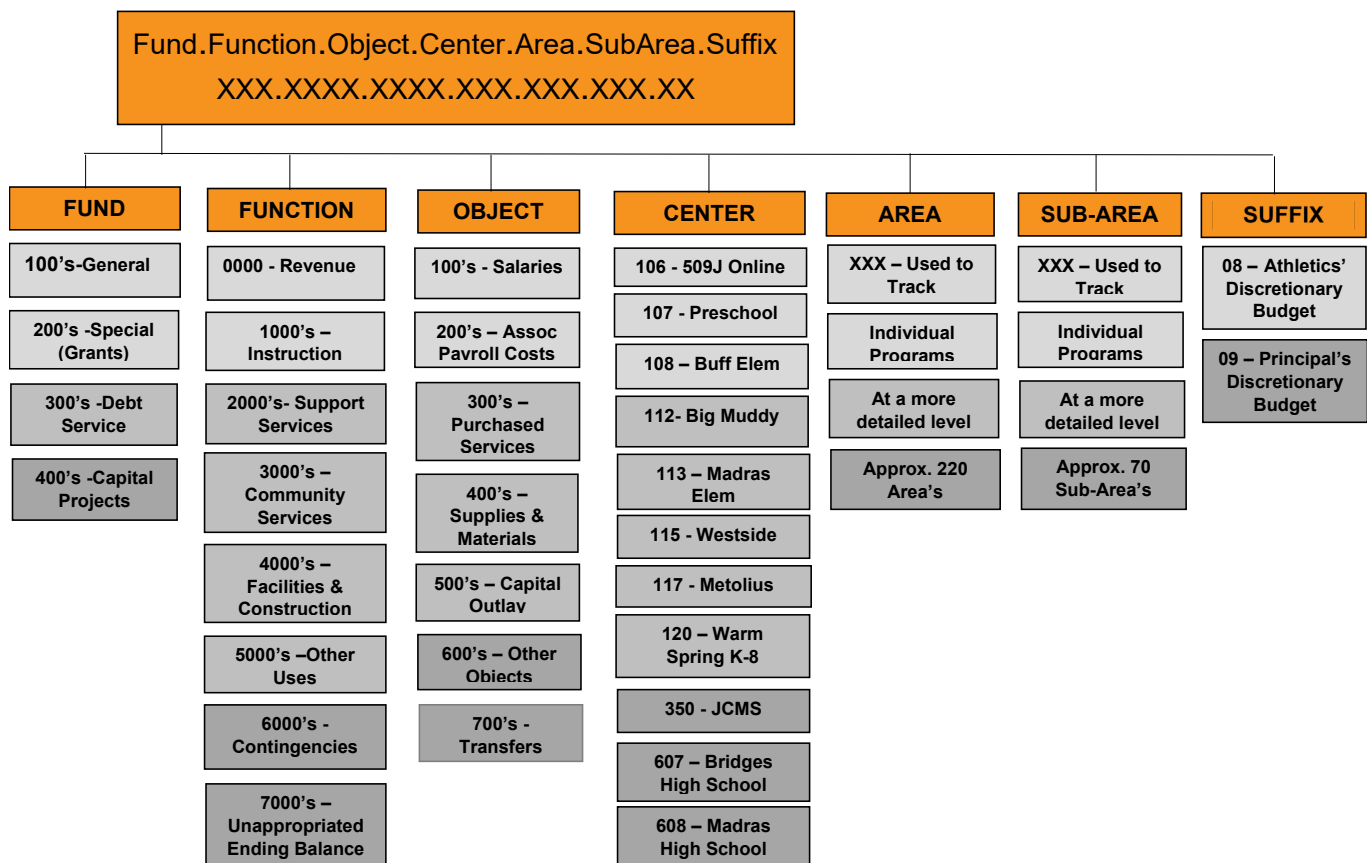 Fund.Function.Object.Center.Area.SubArea.Suffix
XXX.XXXX.XXXX.XXX.XXX.XXX.XX
FUND
100's-General
200's -Special
(Grants)
300's -Debt
Service
400's -Capital
Projects
FUNCTION
0000 - Revenue
1000's –
Instruction
2000's- Support
Services
3000's –
Community
Services
4000's –
Facilities &
Construction
5000's –Other
Uses
6000's -
Contingencies
7000's –
Unappropriated
Ending Balance
OBJECT
100's - Salaries
200's – Assoc
Payroll Costs
300's –
Purchased
Services
400's –
Supplies &
Materials
500's – Capital
Outlay
600's – Other
Objects
700's -
Transfers
CENTER
106 - 509J Online
107 - Preschool
108 – Buff Elem
112- Big Muddy
113 – Madras
Elem
115 - Westside
117 - Metolius
120 – Warm
Spring K-8
350 - JCMS
607 – Bridges
High School
608 – Madras
High School
AREA
XXX – Used to
Track
Individual
Programs
At a more
detailed level
Approx. 220
Area's
SUB-AREA
XXX – Used to
Track
Individual
Programs
At a more
detailed level
Approx. 70
Sub-Area's
SUFFIX
08 – Athletics'
Discretionary
Budget
09 – Principal's
Discretionary
Budget